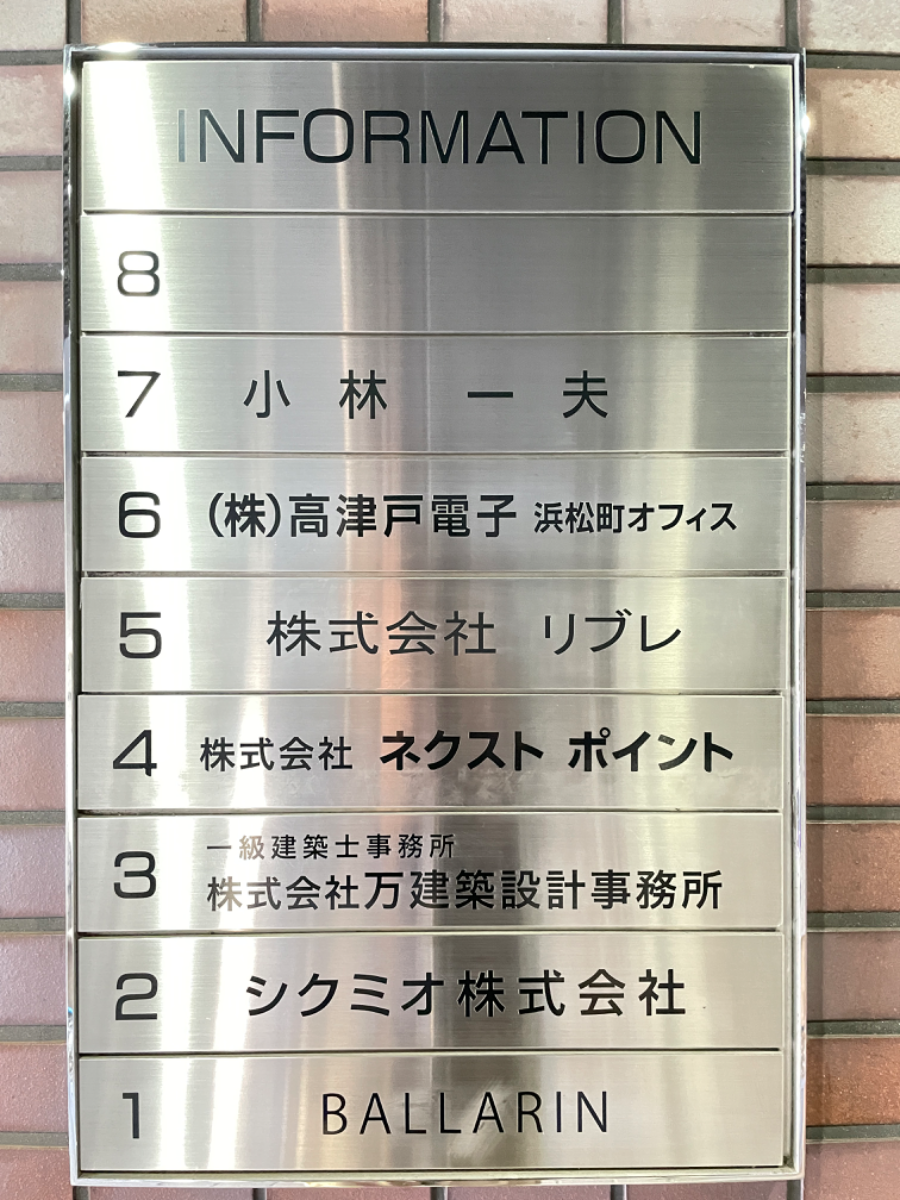 INFORMATION
8
7 小林 一夫
6 (株)高津戸電子 浜松町オフィス
5 株式会社 リブレ
4 株式会社 ネクスト ポイント
3 一級建築士事務所
株式会社万建築設計事務所
2 シクミオ株式会社
1 BALLARIN